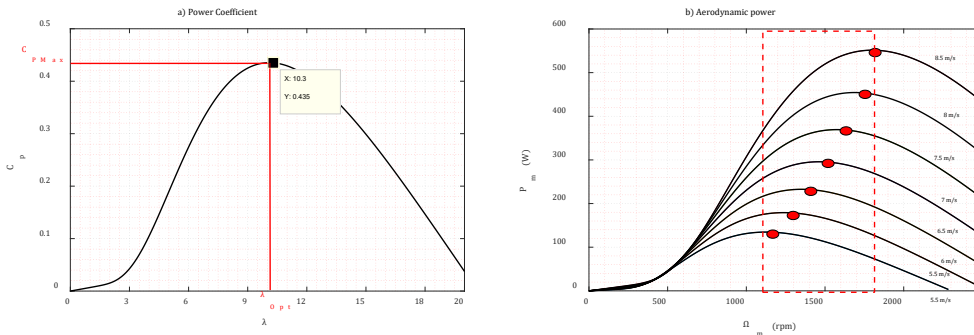 a) Power Coefficient
0.5
C P M a x
0.4
0.3
C p
0.2
0.1
0
X: 10.3
Y: 0.435
0 3 6 9 12 15 18 20
λ O p t
λ
b) Aerodynamic power
600
500
400
300
200
100
0
P m (W)
8.5 m/s
8 m/s
7.5 m/s
7 m/s
6.5 m/s
6 m/s
5.5 m/s
5.5 m/s
0 500 1000 1500 2000
Ω m (rpm)